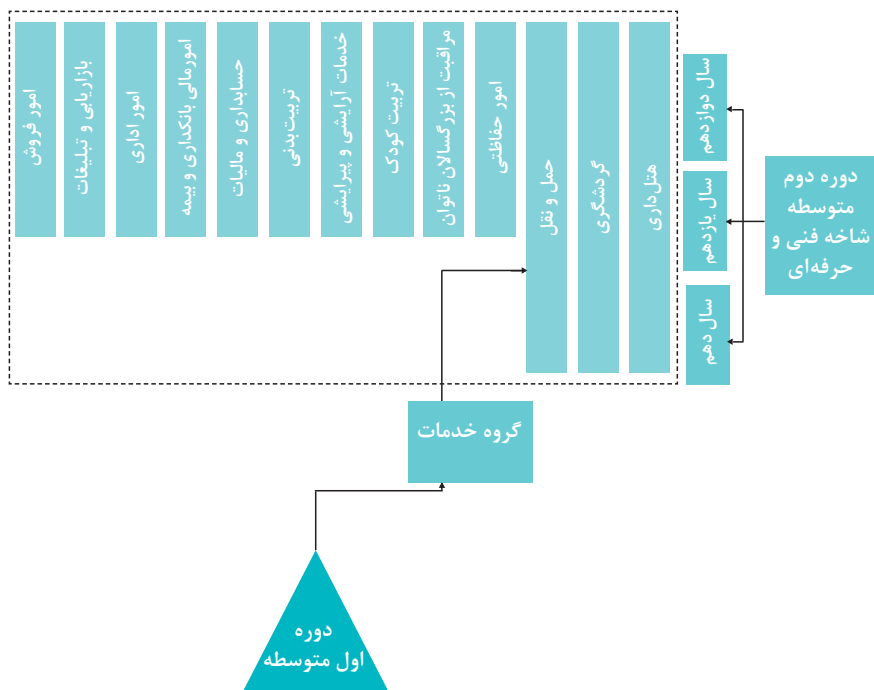 دوره دوم
متوسطه
شاخه فنی و
حرفه‌ای
سال دوازدهم
سال یازدهم
سال دهم
هتل‌داری
گردشگری
حمل و نقل
امور حفاظتی
مراقبت از بزرگسالان ناتوان
تربیت کودک
خدمات آرایشی و پیرایشی
تربیت‌بدنی
حسابداری و مالیات
امورمالی بانکداری و بیمه
امور اداری
بازاریابی و تبلیغات
امور فروش
گروه خدمات
دوره
اول متوسطه